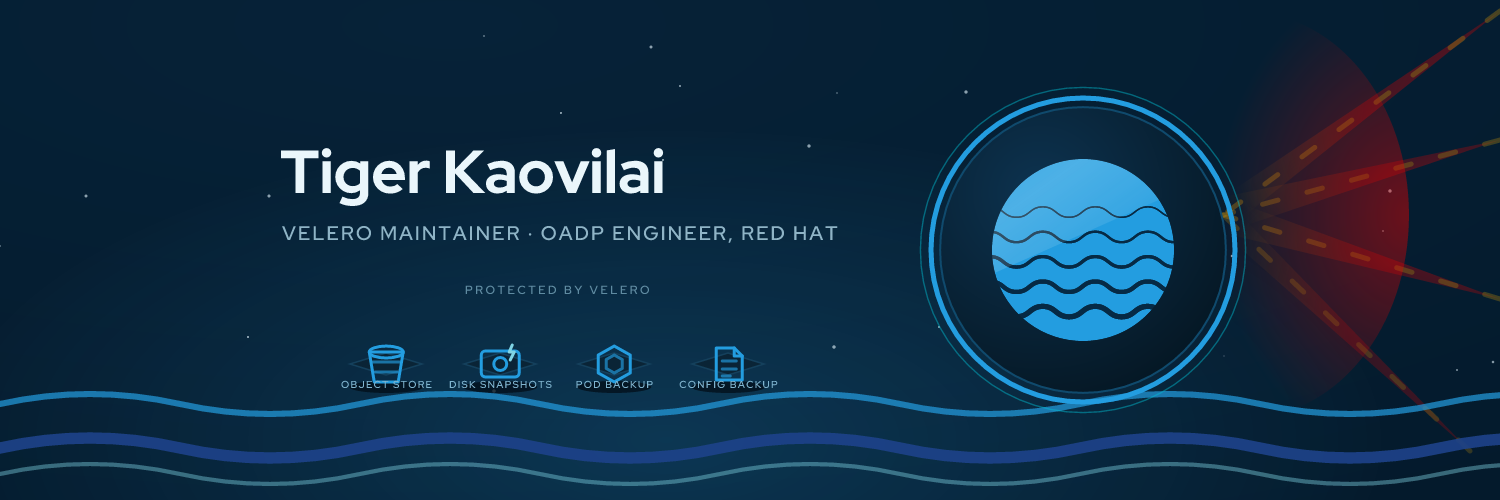 Tiger Kaovilai
VELERO MAINTAINER · OADP ENGINEER, RED HAT
PROTECTED BY VELERO
OBJECT STORE DISK SNAPSHOTS POD BACKUP CONFIG BACKUP